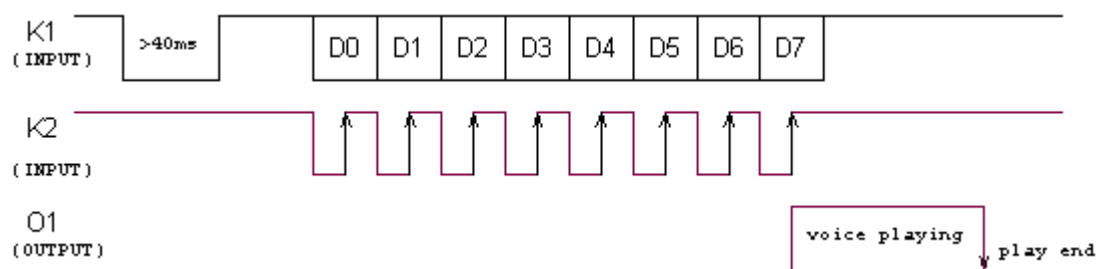 K1
(INPUT)
>40ms
D0 D1 D2 D3 D4 D5 D6 D7
K2
(INPUT)
O1
(OUTPUT)
voice playing
play end